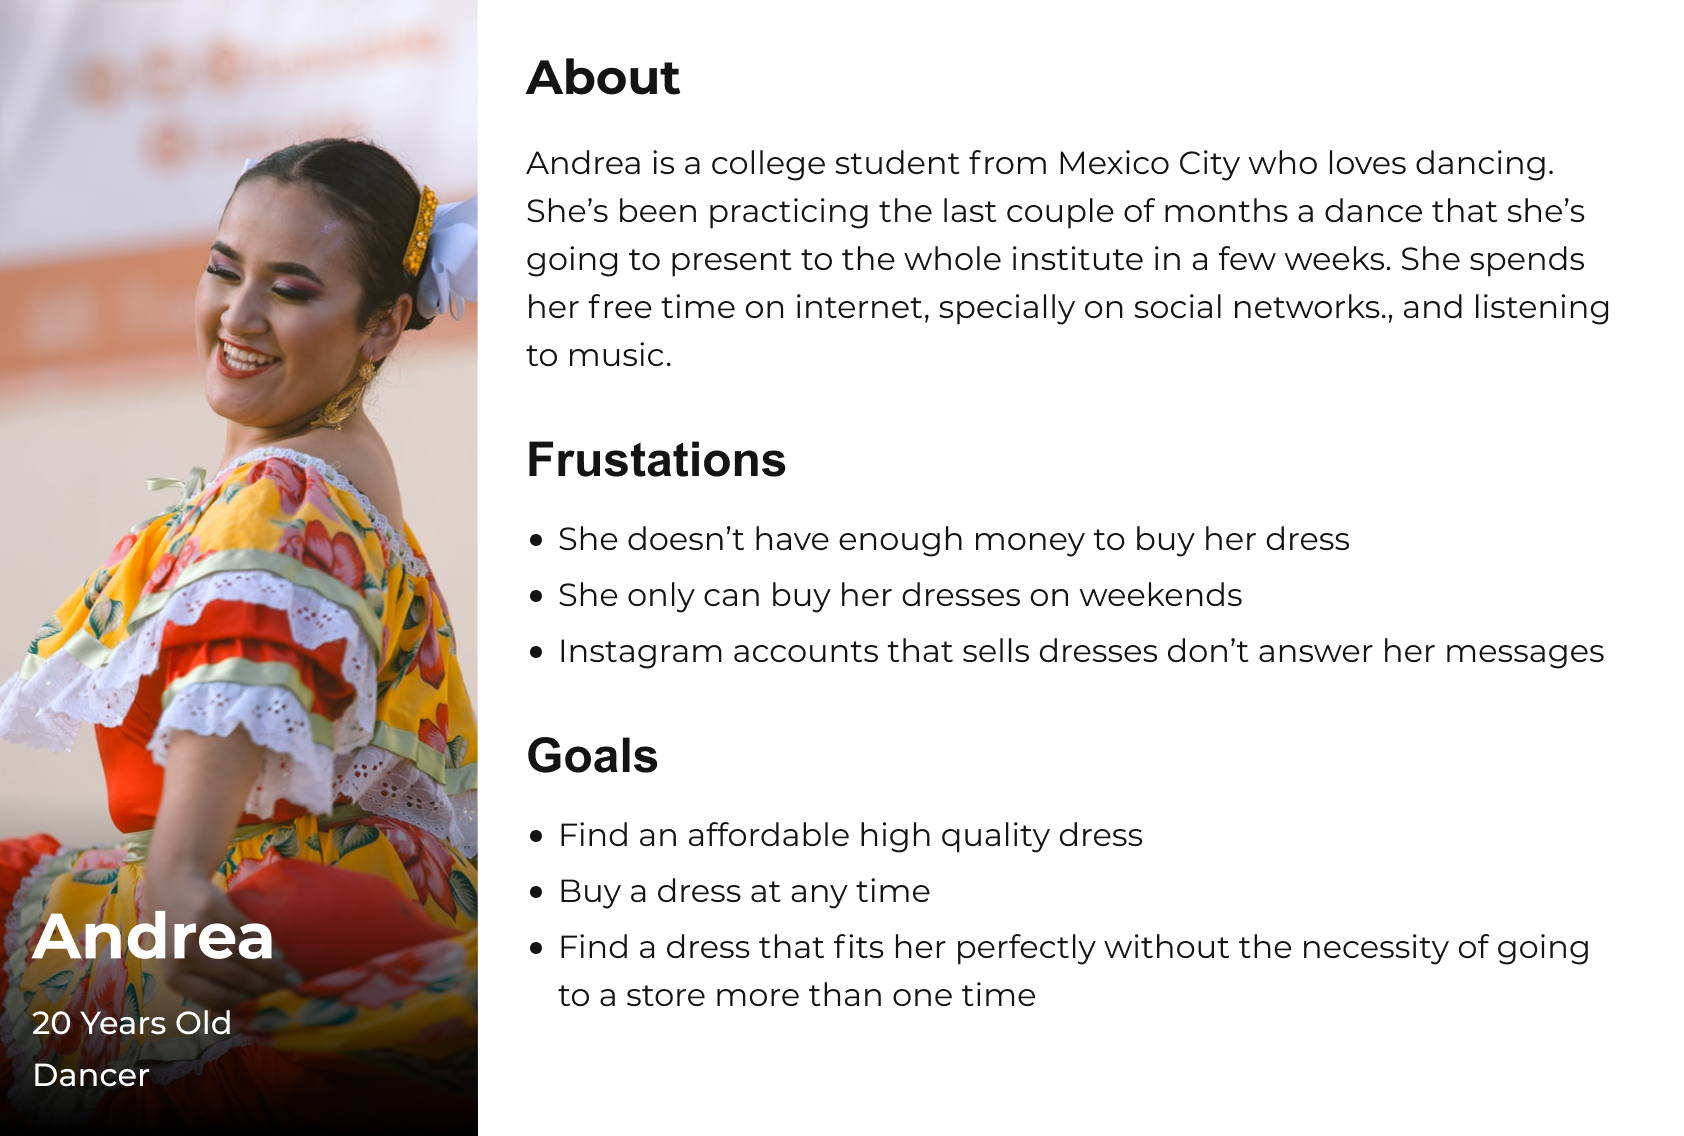 About
Andrea is a college student from Mexico City who loves dancing.
She's been practicing the last couple of months a dance that she's
going to present to the whole institute in a few weeks. She spends
her free time on internet, specially on social networks., and listening
to music.
Frustations
• She doesn't have enough money to buy her dress
• She only can buy her dresses on weekends
• Instagram accounts that sells dresses don't answer her messages
Goals
• Find an affordable high quality dress
• Buy a dress at any time
• Find a dress that fits her perfectly without the necessity of going
to a store more than one time
Andrea
20 Years Old
Dancer